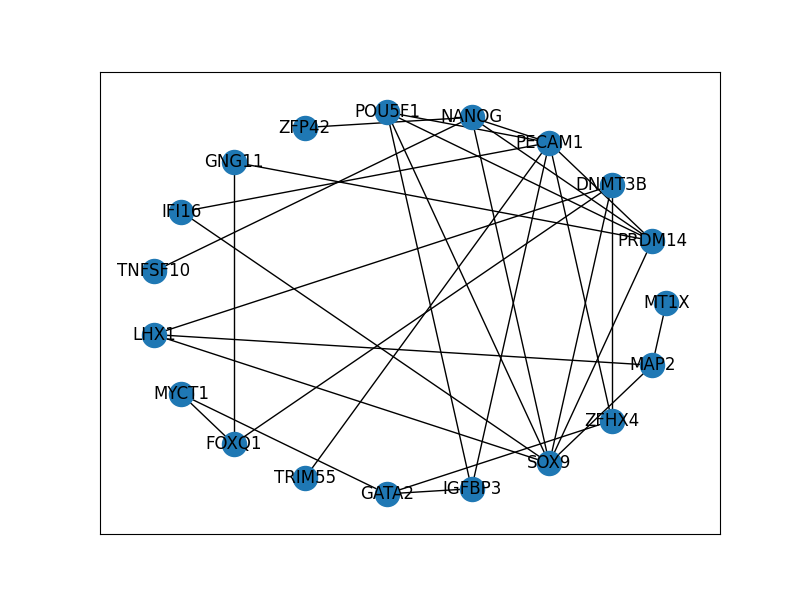 POU5F1
NANOG
ZFP42
PECAM1
GNG11
DNMT3B
IFI16
PRDM14
TNFSF10
MT1X
LHX1
MAP2
MYCT1
ZFHX4
FOXQ1
SOX9
TRIM55
IGFBP3
GATA2